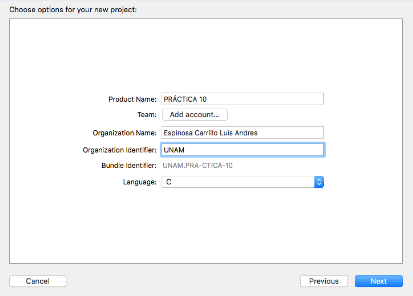 Choose options for your new project:
Product Name: PRÁCTICA 10
Team: Add account...
Organization Name: Espinosa Carrillo Luis Andres
Organization Identifier: UNAM
Bundle Identifier: UNAM.PRA-CTICA-10
Language: C
Cancel Previous Next